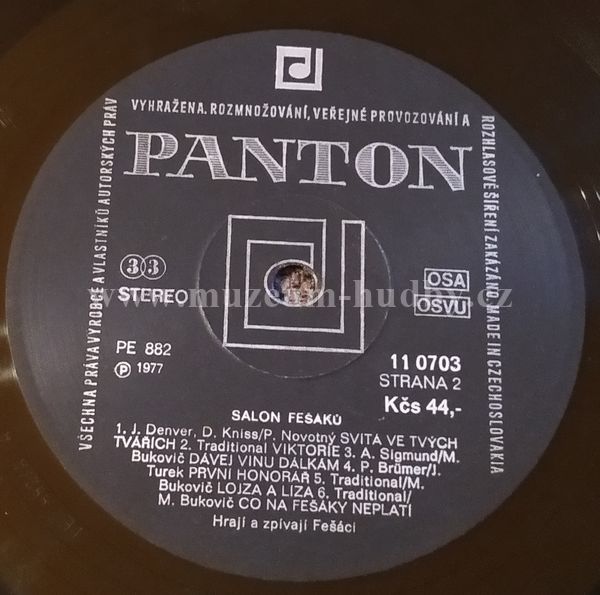 VŠECHNA PRÁVA VÝROBCE A VLASTNÍKŮ AUTORSKÝCH PRÁV
VYHRAŽENA. ROZMNOŽOVÁNÍ, VEŘEJNÉ PROVOZOVÁNÍ A
ROZHLASOVÉ ŠÍŘENÍ ZAKÁZÁNO. MADE IN CZECHOSLOVAKIA
PANTON
33
STEREO
OSA
OSVU
www.muzeum-hudby.cz
PE 882
11 0703
Ⓟ 1977
STRANA 2
Kčs 44,-
SALON FEŠÁKŮ
1. J. Denver, D. Kniss/P. Novotný SVÍTÁ VE TVÝCH
TVÁŘÍCH 2. Traditional VIKTORIE 3. A. Sigmund/M.
Bukovič DÁVEJ VINU DÁLKÁM 4. P. Brümer/J.
Turek PRVNÍ HONORÁŘ 5. Traditional/M.
Bukovič LOJZA A LÍZA 6. Traditional/
M. Bukovič CO NA FEŠÁKY NEPLATÍ
Hrají a zpívají Fešáci